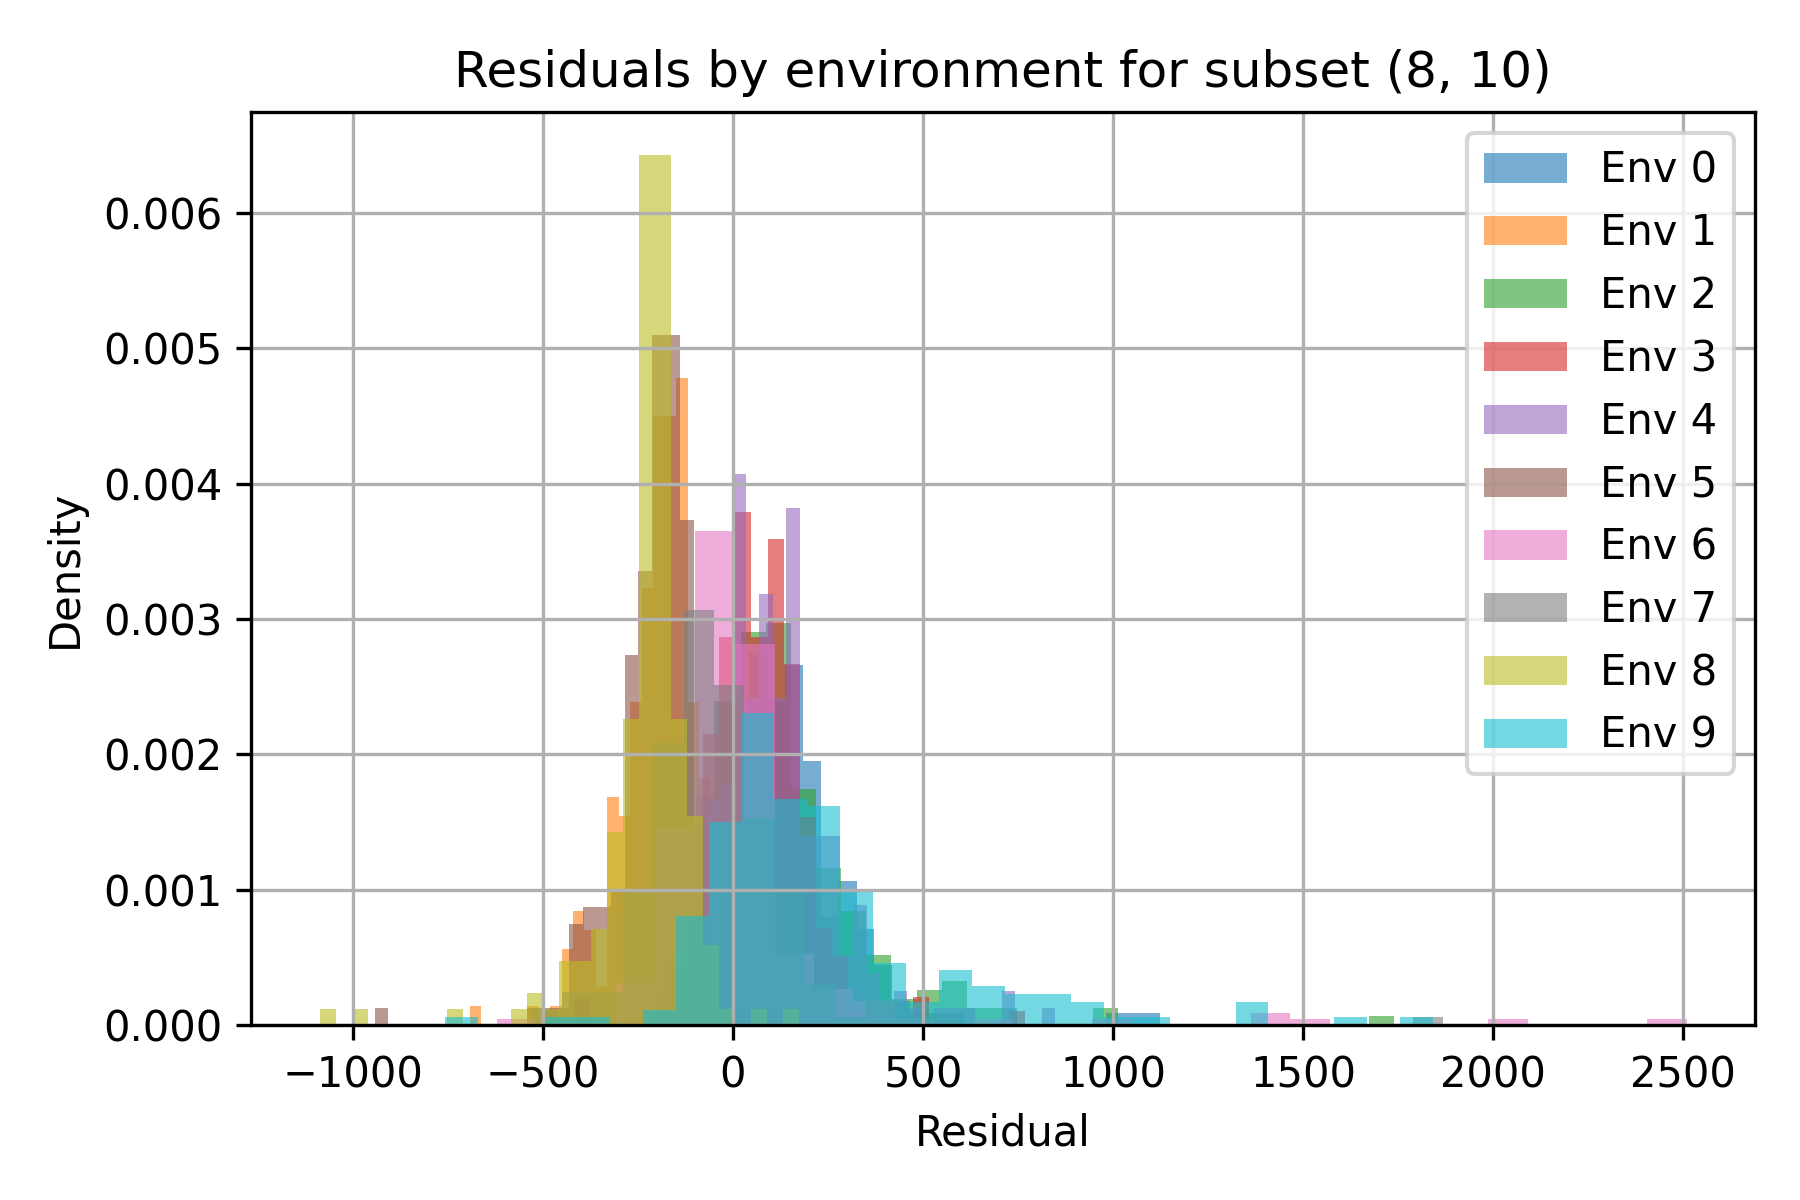 Residuals by environment for subset (8, 10)
Density
0.006
0.005
0.004
0.003
0.002
0.001
0.000
−1000
−500
0
500
1000
1500
2000
2500
Residual
Env 0
Env 1
Env 2
Env 3
Env 4
Env 5
Env 6
Env 7
Env 8
Env 9